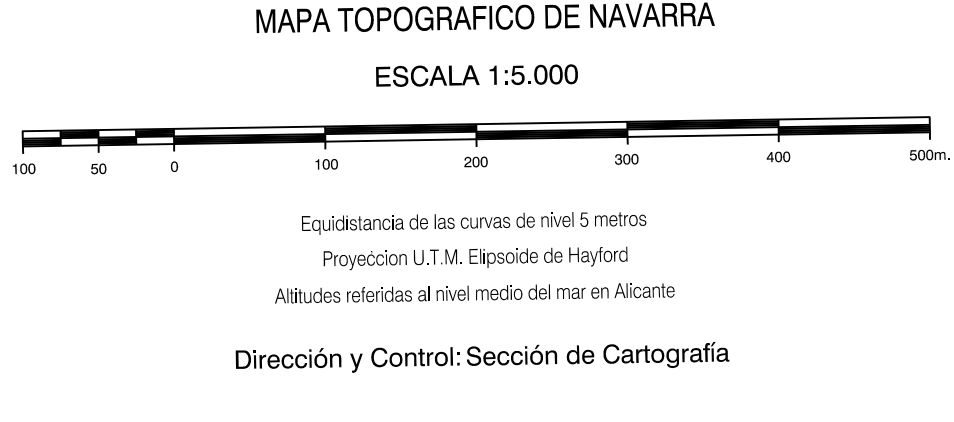 MAPA TOPOGRAFICO DE NAVARRA
ESCALA 1:5.000
100 50 0 100 200 300 400 500m.
Equidistancia de las curvas de nivel 5 metros
Proyección U.T.M. Elipsoide de Hayford
Altitudes referidas al nivel medio del mar en Alicante
Dirección y Control: Sección de Cartografía